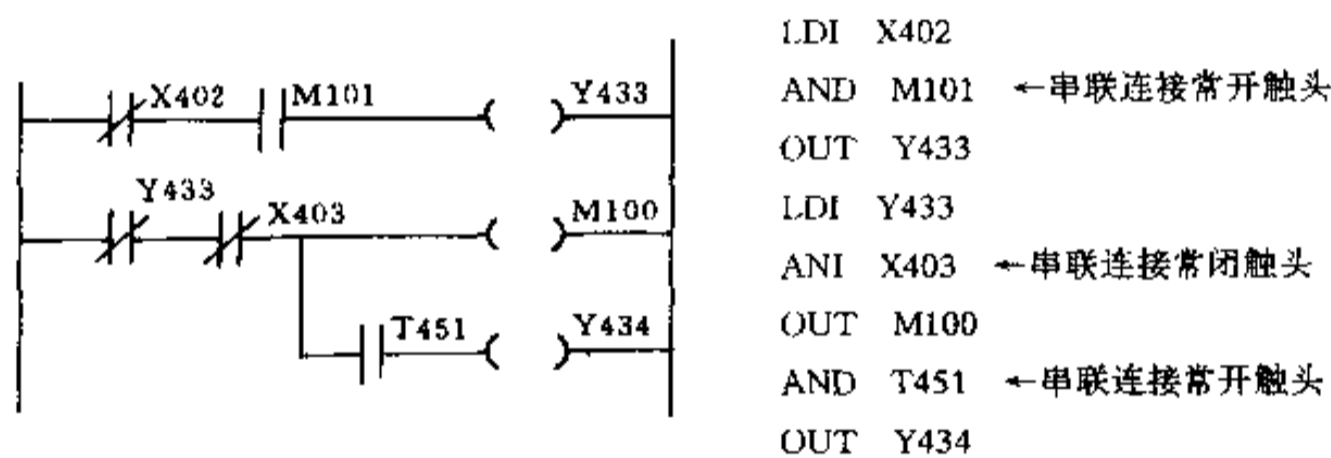 X402 M101 Y433
Y433 X403 M100
T451 Y434
LDI X402
AND M101 ←串联连接常开触头
OUT Y433
LDI Y433
ANI X403 ←串联连接常闭触头
OUT M100
AND T451 ←串联连接常开触头
OUT Y434